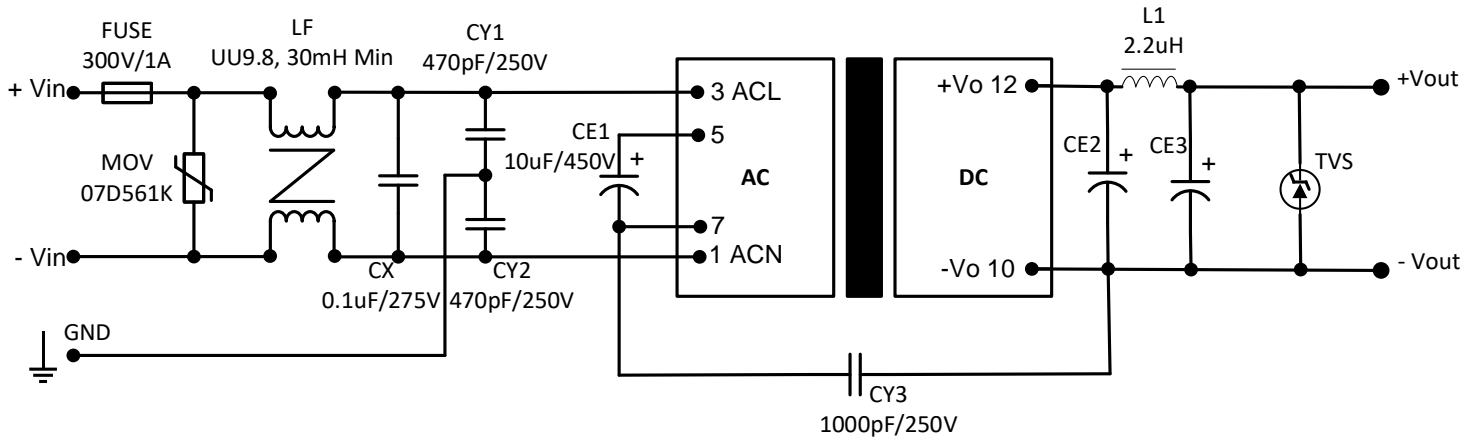 FUSE
300V/1A
LF
UU9.8, 30mH Min
CY1
470pF/250V
L1
2.2uH
+ Vin
3 ACL
+Vo 12
+Vout
5
CE1
+
10uF/450V
MOV
07D561K
AC
DC
CE2
+
CE3
+
TVS
7
- Vin
1 ACN
-Vo 10
- Vout
CX
0.1uF/275V
CY2
470pF/250V
GND
CY3
1000pF/250V